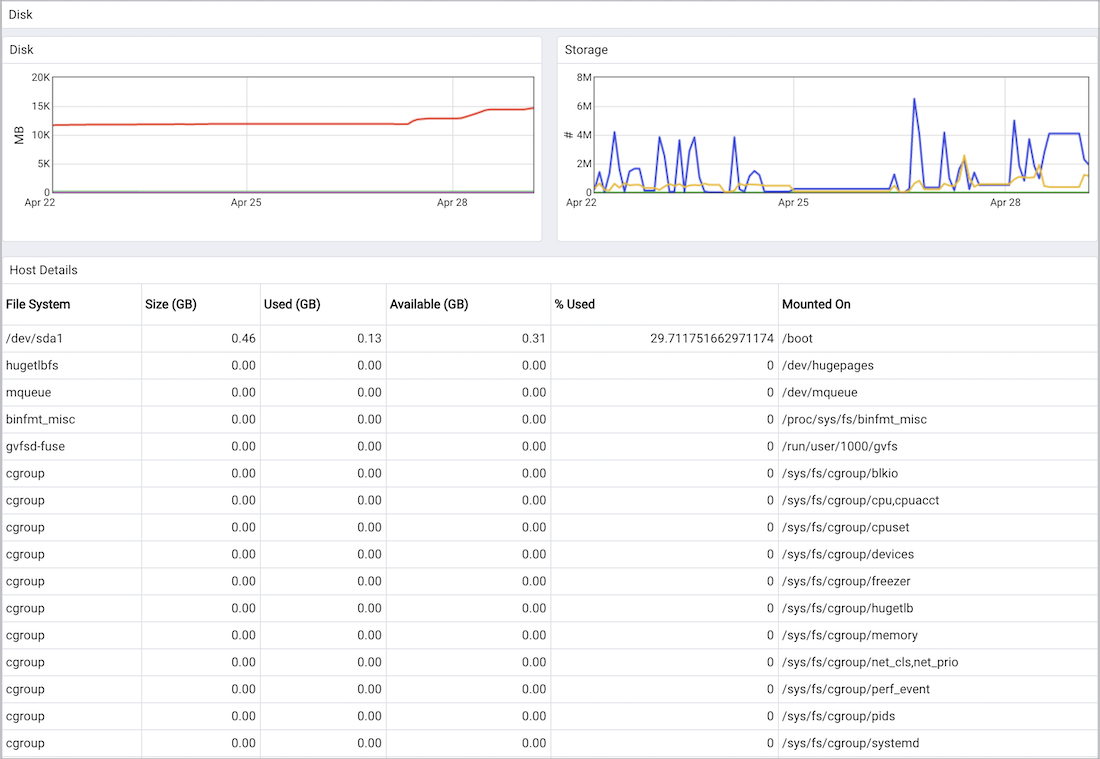 Disk
Disk
20K
15K
10K
5K
0
MB
Apr 22 Apr 25 Apr 28
Storage
8M
6M
4M
2M
0
#
Apr 22 Apr 25 Apr 28
Host Details
File System Size (GB) Used (GB) Available (GB) % Used Mounted On
/dev/sda1 0.46 0.13 0.31 29.711751662971174 /boot
hugetlbfs 0.00 0.00 0.00 0 /dev/hugepages
mqueue 0.00 0.00 0.00 0 /dev/mqueue
binfmt_misc 0.00 0.00 0.00 0 /proc/sys/fs/binfmt_misc
gvfsd-fuse 0.00 0.00 0.00 0 /run/user/1000/gvfs
cgroup 0.00 0.00 0.00 0 /sys/fs/cgroup/blkio
cgroup 0.00 0.00 0.00 0 /sys/fs/cgroup/cpu,cpuacct
cgroup 0.00 0.00 0.00 0 /sys/fs/cgroup/cpuset
cgroup 0.00 0.00 0.00 0 /sys/fs/cgroup/devices
cgroup 0.00 0.00 0.00 0 /sys/fs/cgroup/freezer
cgroup 0.00 0.00 0.00 0 /sys/fs/cgroup/hugetlb
cgroup 0.00 0.00 0.00 0 /sys/fs/cgroup/memory
cgroup 0.00 0.00 0.00 0 /sys/fs/cgroup/net_cls,net_prio
cgroup 0.00 0.00 0.00 0 /sys/fs/cgroup/perf_event
cgroup 0.00 0.00 0.00 0 /sys/fs/cgroup/pids
cgroup 0.00 0.00 0.00 0 /sys/fs/cgroup/systemd